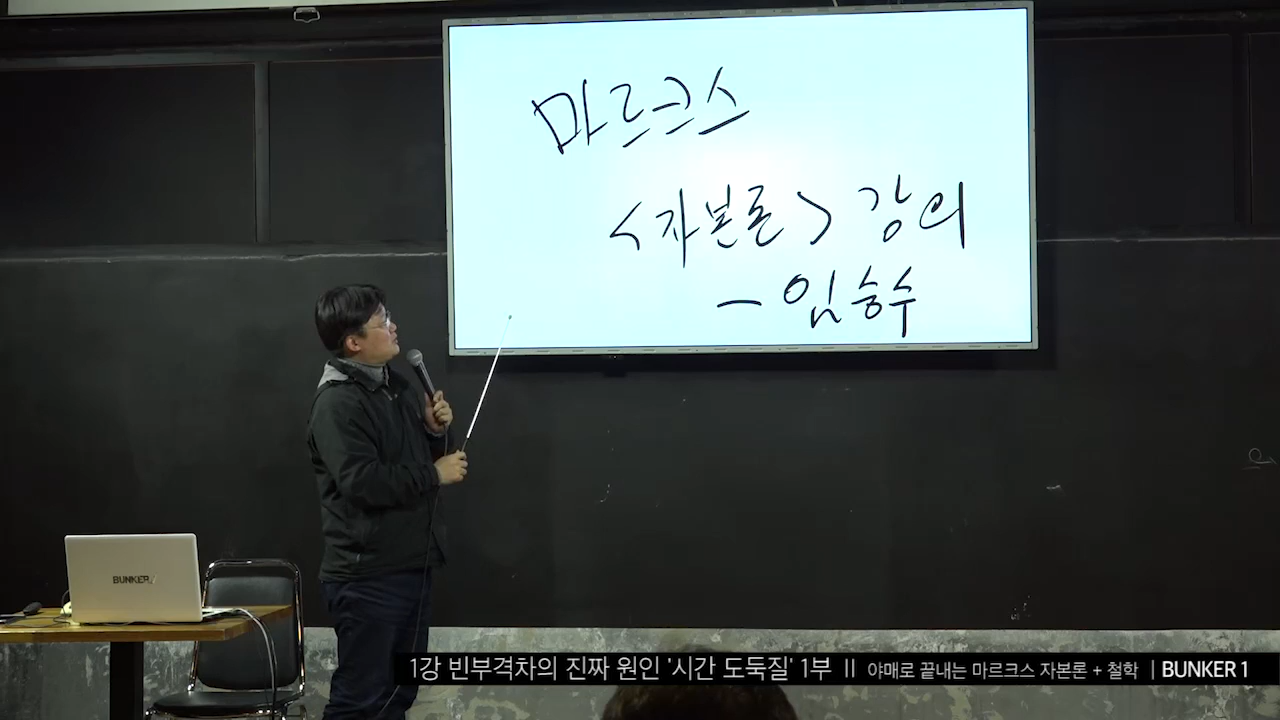 마르크스
<자본론> 강의
- 임승수
BUNKER1
1강 빈부격차의 진짜 원인 '시간 도둑질' 1부 II 야매로 끝내는 마르크스 자본론 + 철학 | BUNKER 1